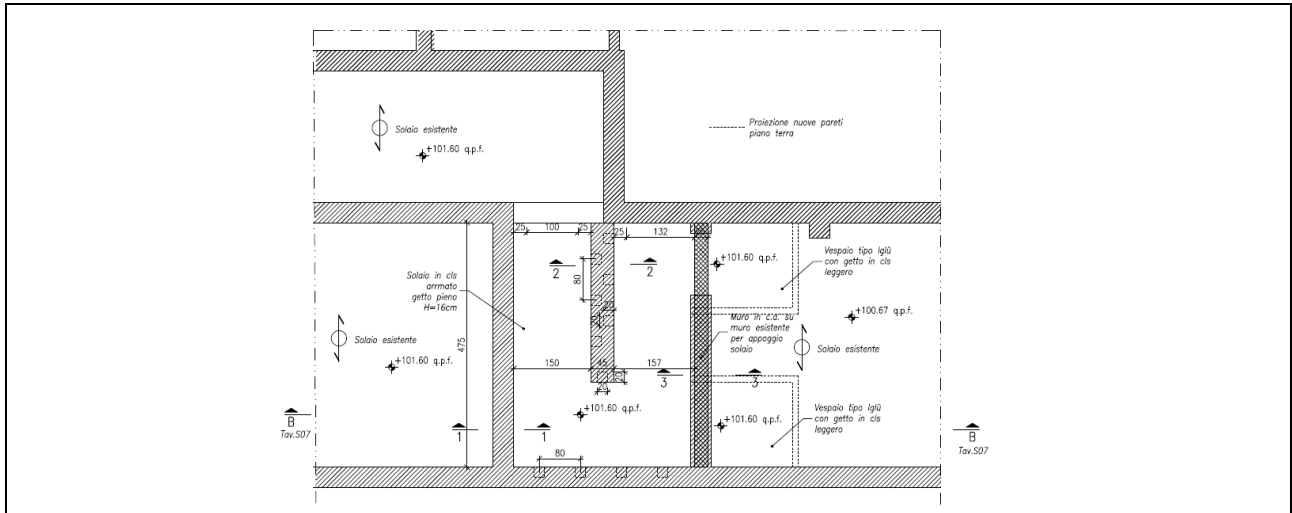 Solaio esistente
+101.60 q.p.f.
Proiezione nuove pareti
piano terra
25
100
25
25
132
2
2
80
20
20
+101.60 q.p.f.
Vespaio tipo Iglù
con getto in cls
leggero
Solaio in cls
armato
getto pieno
H=16cm
Muro in c.a. su
muro esistente
per appoggio
solaio
+100.67 q.p.f.
Solaio esistente
Solaio esistente
+101.60 q.p.f.
475
150
45
157
20
20
3
3
+101.60 q.p.f.
+101.60 q.p.f.
Vespaio tipo Iglù
con getto in cls
leggero
B
Tav.S07
1
1
B
Tav.S07
80